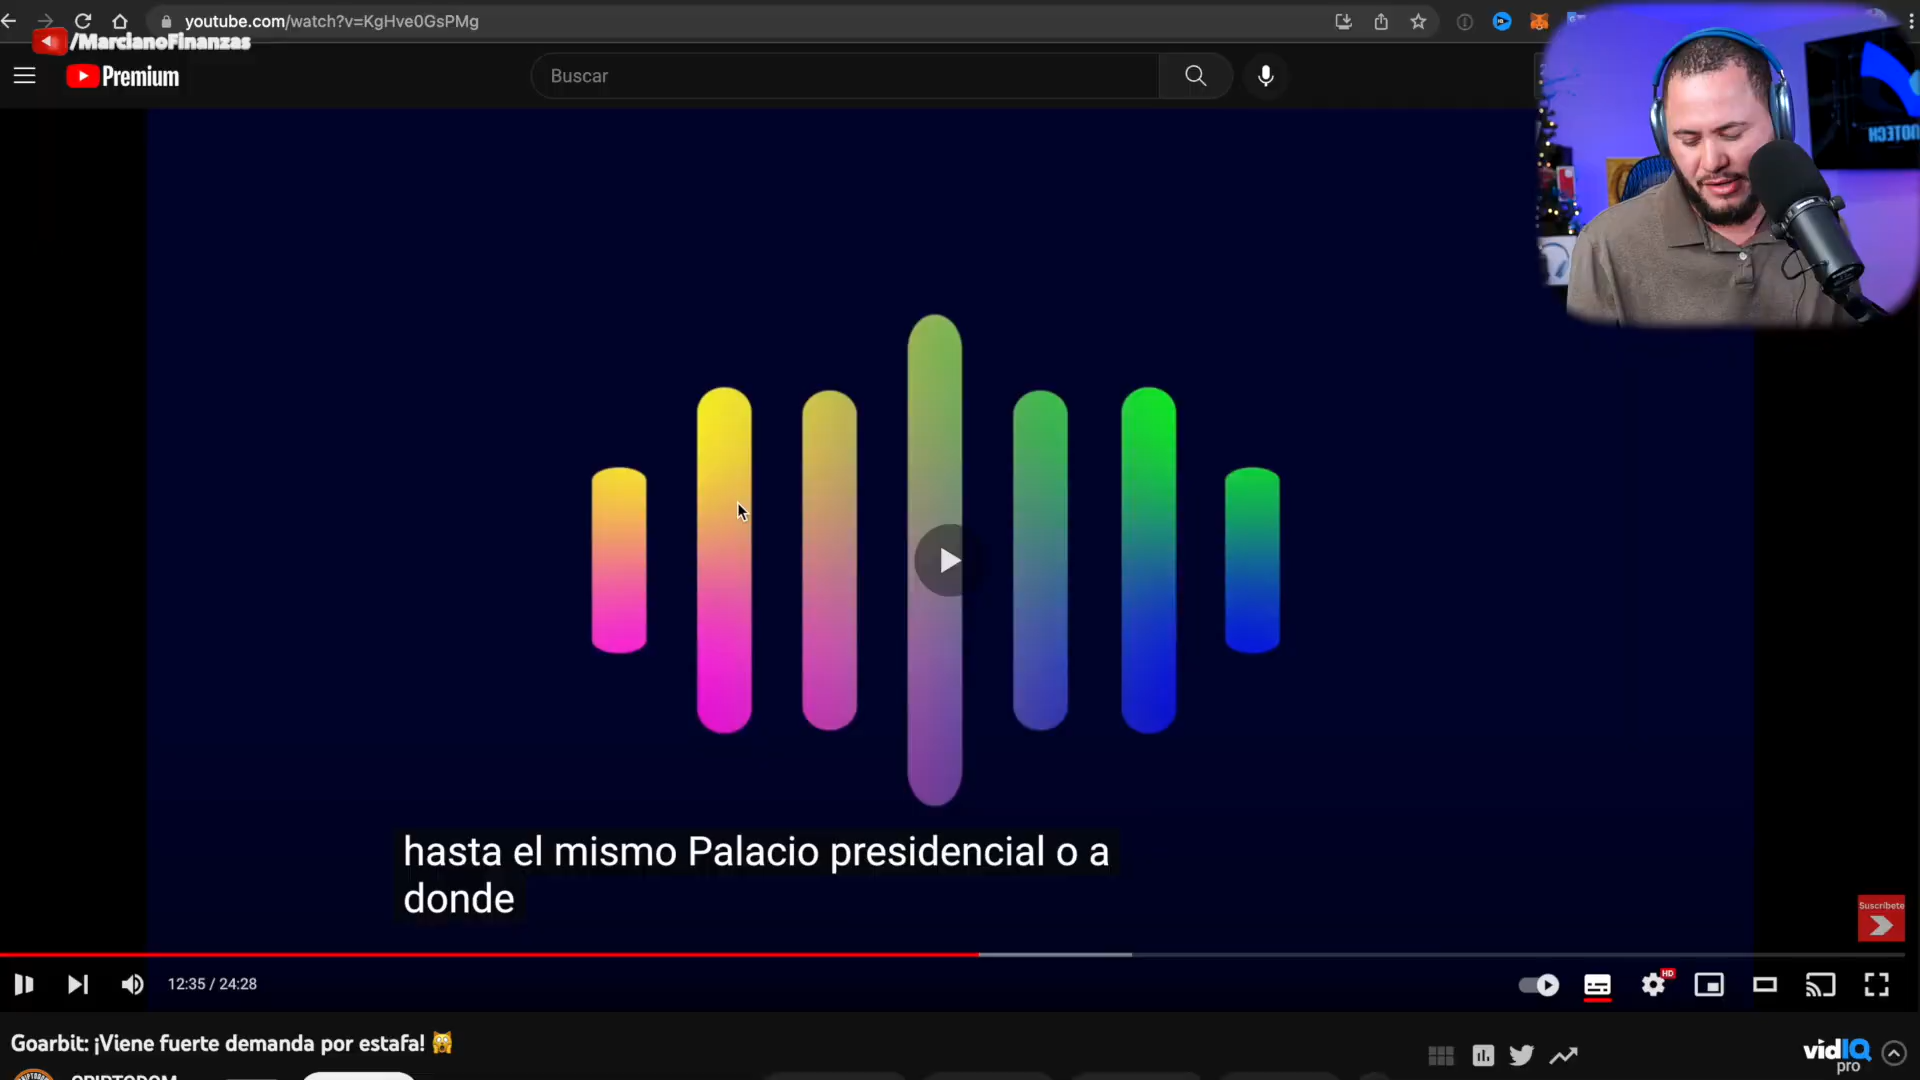 youtube.com/watch?v=KgHve0GsPMg
/MarcianoFinanzas
Premium
Buscar
hasta el mismo Palacio presidencial o a
donde
Suscríbete
12:35 / 24:28
HD
Goarbit: ¡Viene fuerte demanda por estafa! 🙀
vidIQ
pro